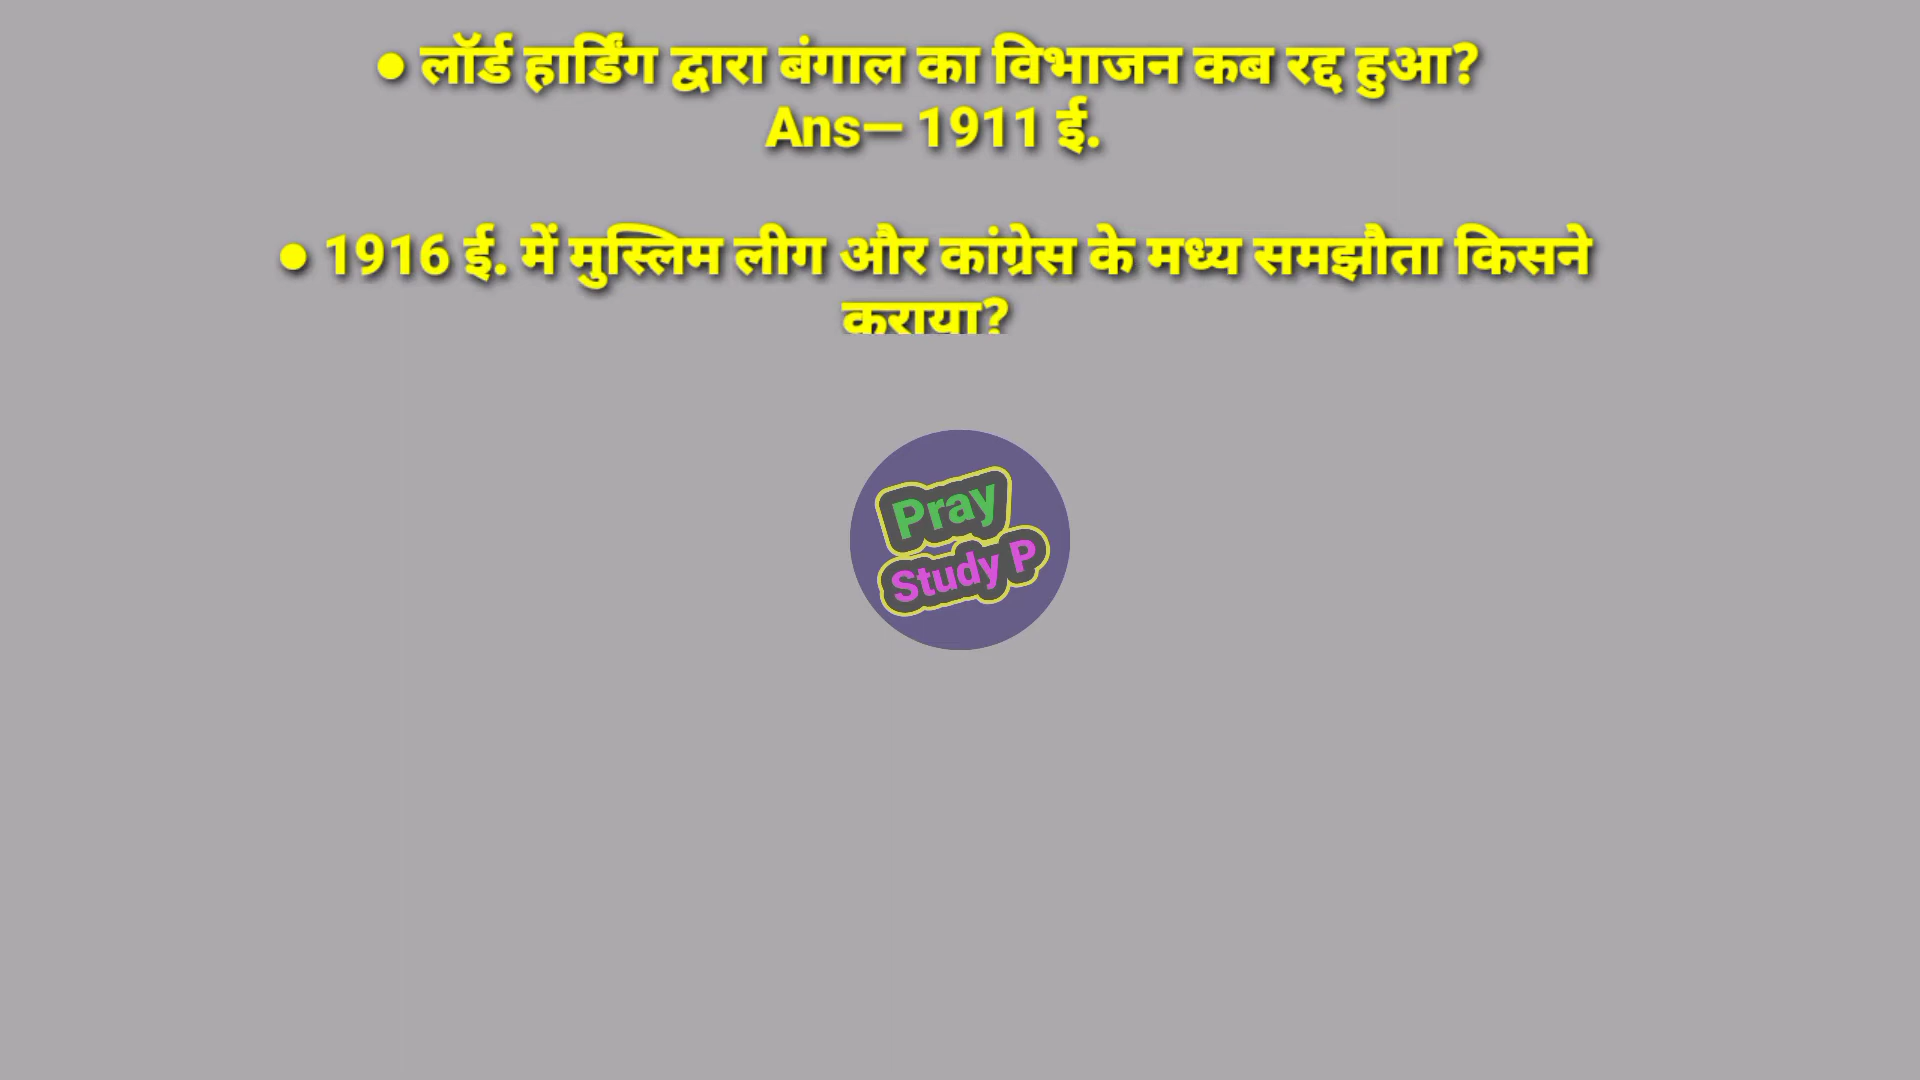 ● लॉर्ड हार्डिंग द्वारा बंगाल का विभाजन कब रद्द हुआ?
Ans— 1911 ई.
● 1916 ई. में मुस्लिम लीग और कांग्रेस के मध्य समझौता किसने
कराया?
Pray
Study P